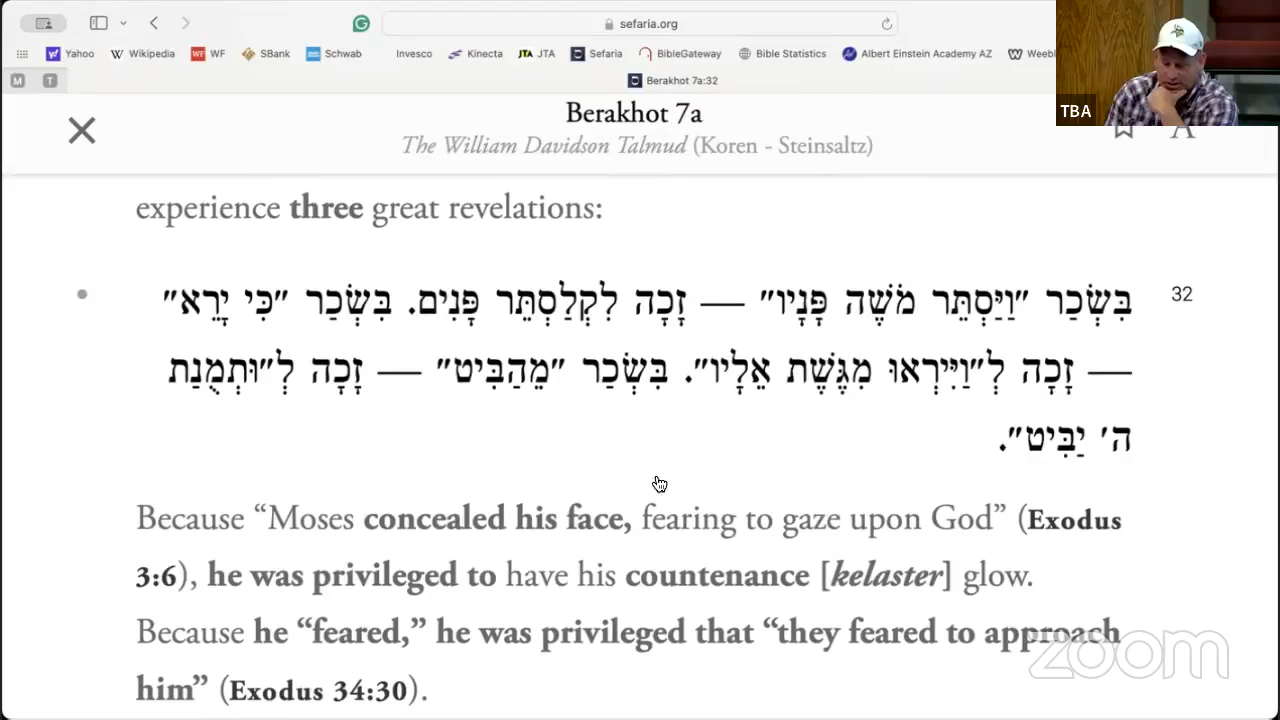 sefaria.org
Yahoo Wikipedia WF WF SBank Schwab Invesco Kinecta JTA JTA Sefaria BibleGateway Bible Statistics Albert Einstein Academy AZ Weebl
M T Berakhot 7a:32
TBA
Berakhot 7a
The William Davidson Talmud (Koren - Steinsaltz)
A
experience three great revelations:
32
בִּשְׂכַר ״וַיַּסְתֵּר מֹשֶׁה פָּנָיו״ — זָכָה לִקְלַסְתֵּר פָּנִים. בִּשְׂכַר ״כִּי יָרֵא״
— זָכָה לְ״וַיִּירְאוּ מִגֶּשֶׁת אֵלָיו״. בִּשְׂכַר ״מֵהַבִּיט״ — זָכָה לְ״וּתְמֻנַת
ה׳ יַבִּיט״.
Because “Moses concealed his face, fearing to gaze upon God” (Exodus
3:6), he was privileged to have his countenance [kelaster] glow.
Because he “feared,” he was privileged that “they feared to approach
him” (Exodus 34:30).
zoom